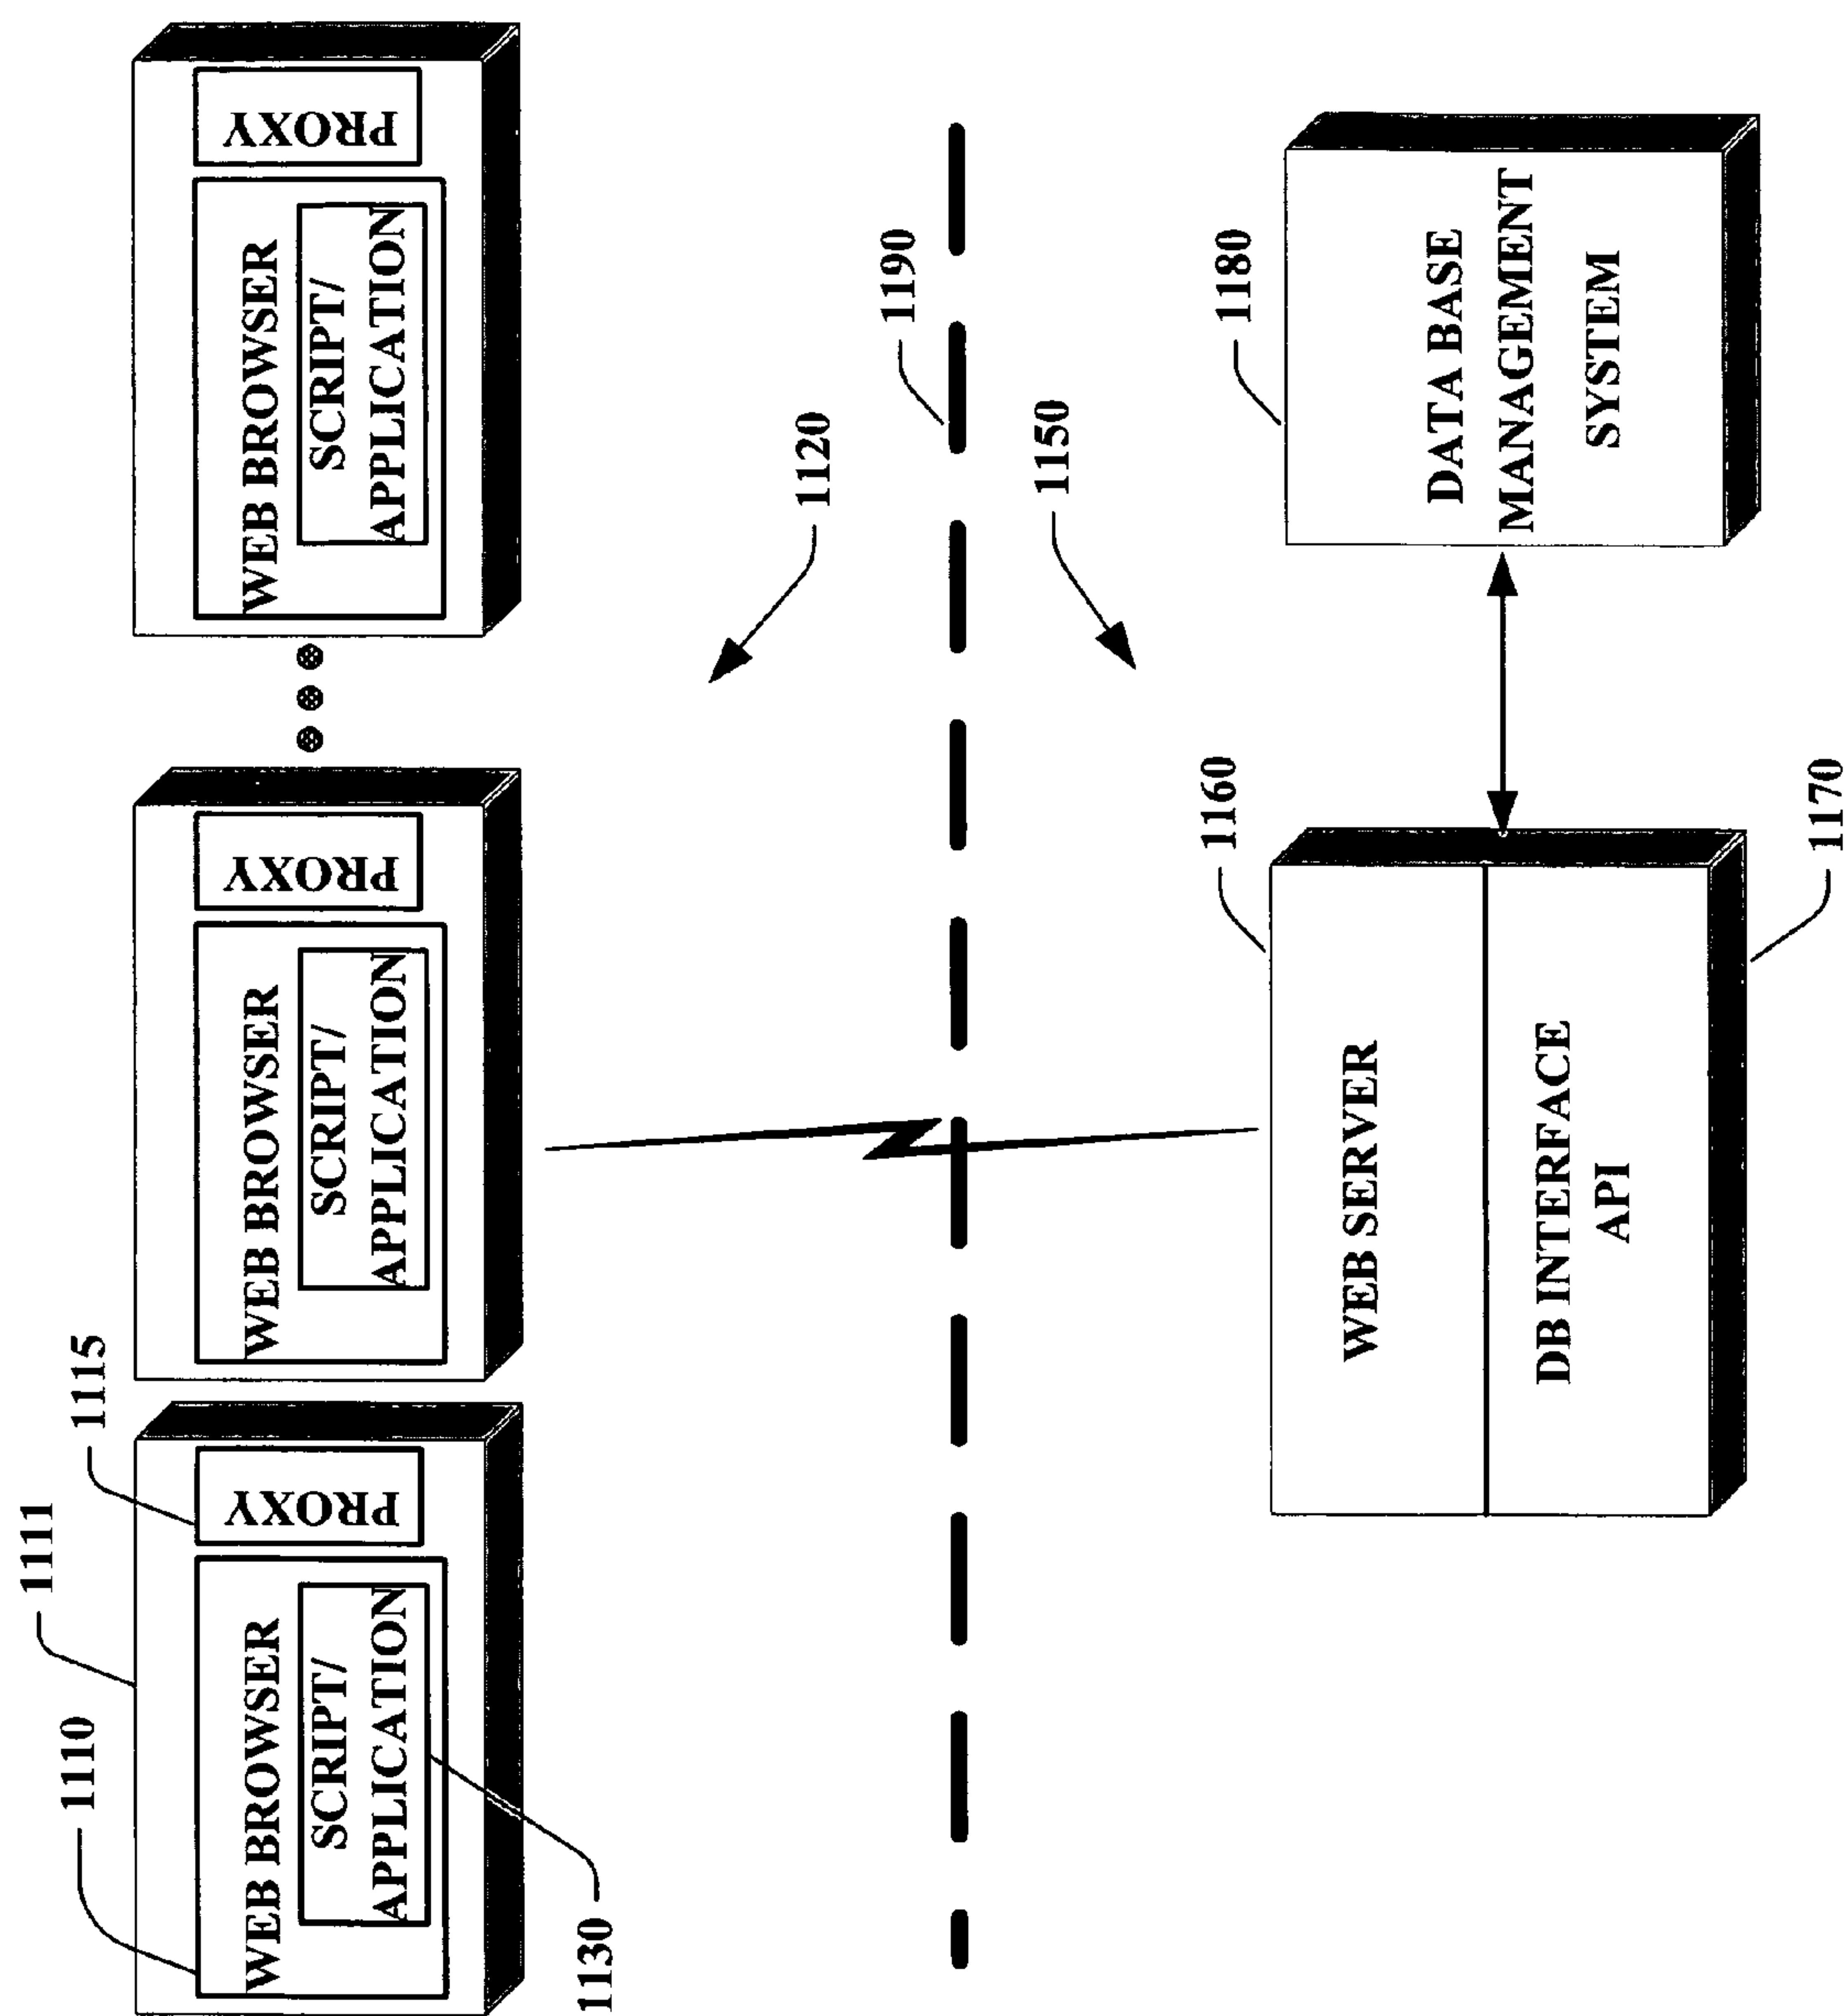 1111
1110
1115
WEB BROWSER
SCRIPT/
APPLICATION
PROXY
1130
WEB BROWSER
SCRIPT/
APPLICATION
PROXY
WEB BROWSER
SCRIPT/
APPLICATION
PROXY
1120
1190
1150
1160
WEB SERVER
DB INTERFACE
API
1170
1180
DATA BASE
MANAGEMENT
SYSTEM